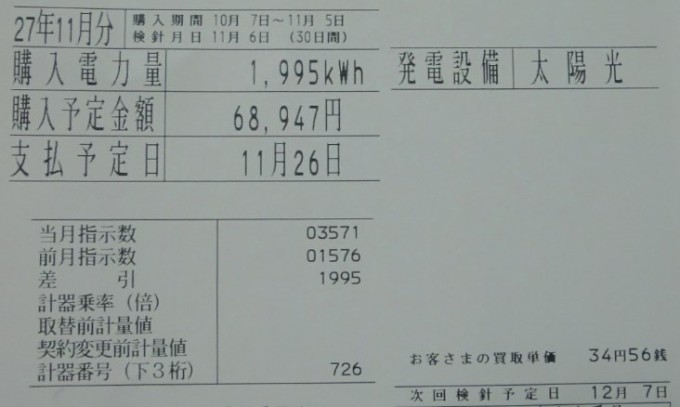 27年11月分 購入期間 10月 7日～11月 5日
検針月日 11月 6日 (30日間)
購入電力量 1,995kWh 発電設備 太陽光
購入予定金額 68,947円
支払予定日 11月26日
当月指示数 03571
前月指示数 01576
差引 1995
計器乗率(倍)
取替前計量値
契約変更前計量値
計器番号(下3桁) 726
お客さまの買取単価 34円56銭
次回検針予定日 12月 7日